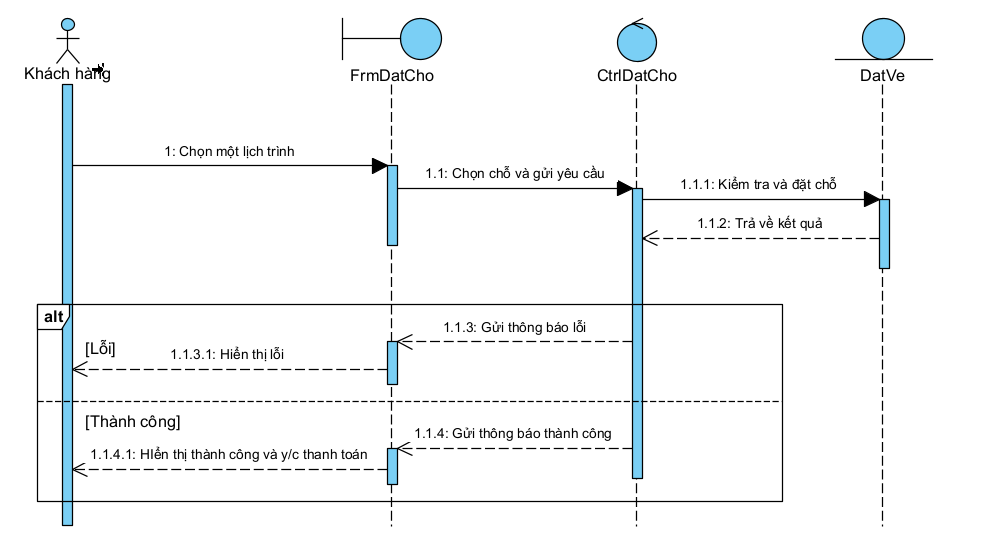 Khách hàng
FrmDatCho
CtrlDatCho
DatVe
1: Chọn một lịch trình
1.1: Chọn chỗ và gửi yêu cầu
1.1.1: Kiểm tra và đặt chỗ
1.1.2: Trả về kết quả
alt
1.1.3: Gửi thông báo lỗi
[Lỗi]
1.1.3.1: Hiển thị lỗi
[Thành công]
1.1.4: Gửi thông báo thành công
1.1.4.1: HIển thị thành công và y/c thanh toán